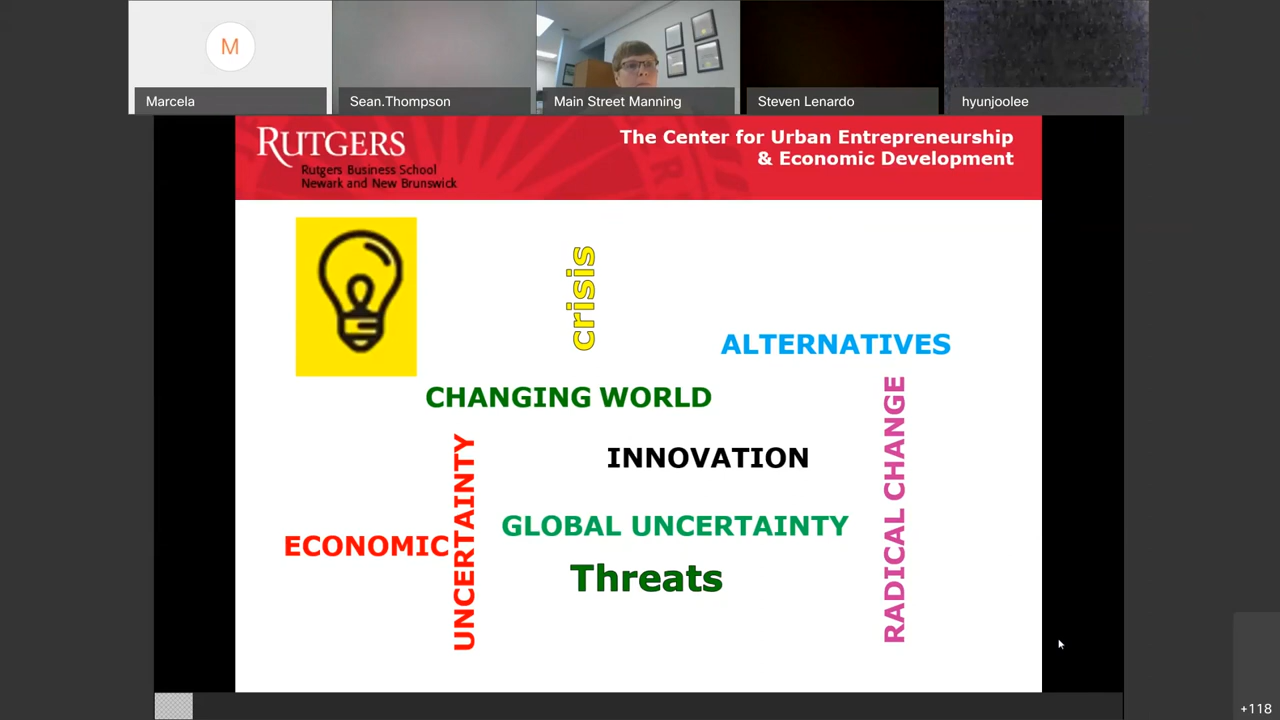 M
Marcela
Sean.Thompson
Main Street Manning
Steven Lenardo
hyunjoolee
RUTGERS
Rutgers Business School
Newark and New Brunswick
The Center for Urban Entrepreneurship
& Economic Development
crisis
ALTERNATIVES
CHANGING WORLD
RADICAL CHANGE
INNOVATION
UNCERTAINTY
GLOBAL UNCERTAINTY
ECONOMIC
Threats
+118